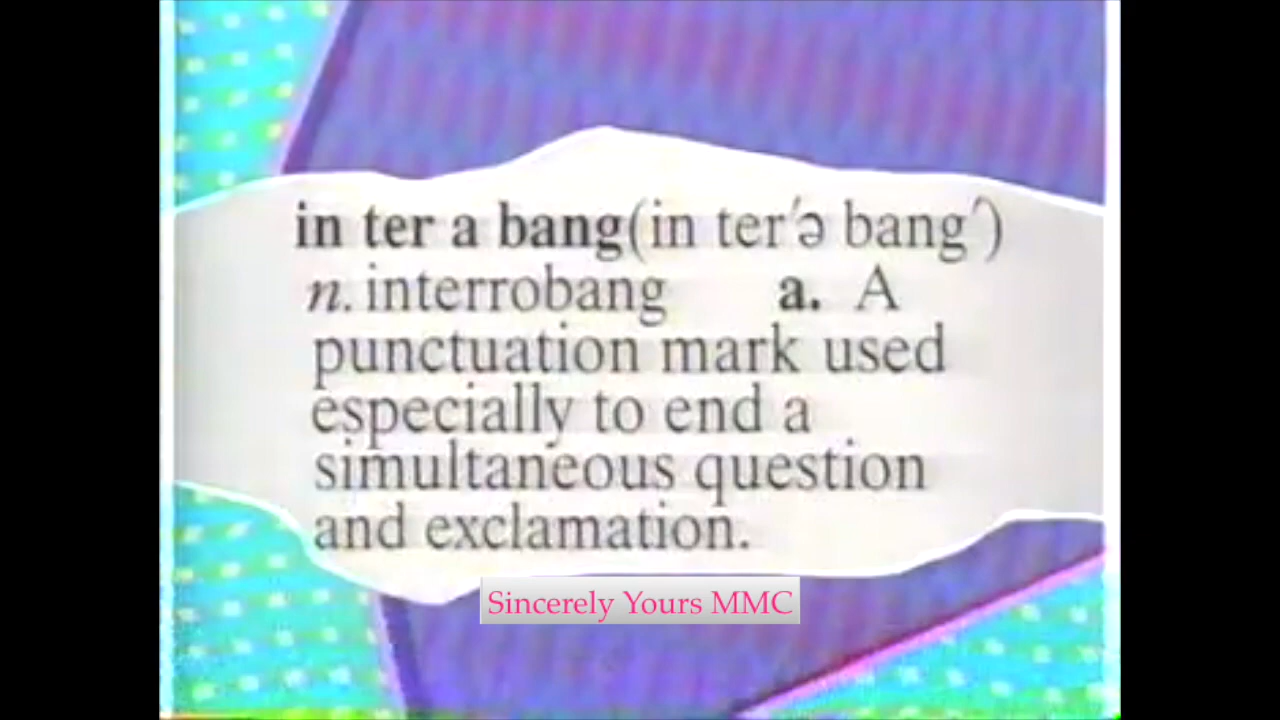 in ter a bang(in ter′ə bang′)
n. interrobang a. A
punctuation mark used
especially to end a
simultaneous question
and exclamation.
Sincerely Yours MMC